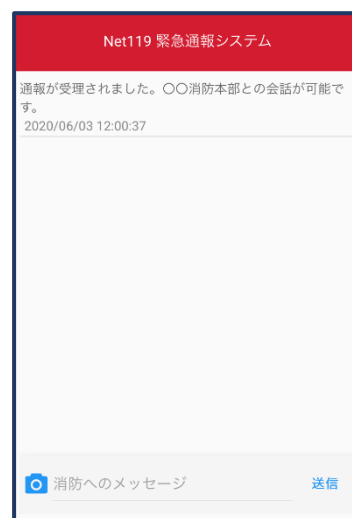 Net119 緊急通報システム
通報が受理されました。〇〇消防本部との会話が可能で
す。
2020/06/03 12:00:37
消防へのメッセージ
送信